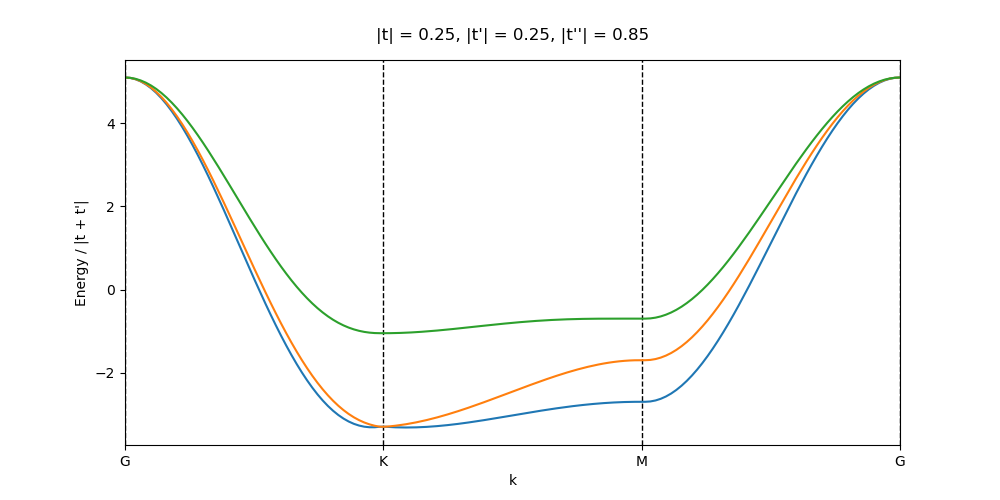 |t| = 0.25, |t'| = 0.25, |t''| = 0.85
Energy / |t + t'|
4
2
0
−2
G
K
M
G
k